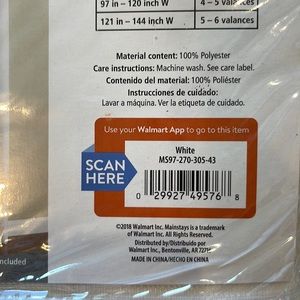 97 in – 120 inch W 4 – 5 valances
121 in – 144 inch W 5 – 6 valances
Material content: 100% Polyester
Care instructions: Machine wash. See care label.
Contenido del material: 100% Poliéster
Instrucciones de cuidado:
Lavar a máquina. Ver la etiqueta de cuidado.
Use your Walmart App to go to this item
SCAN
HERE
White
MS97-270-305-43
0 29927 49576 8
©2018 Walmart Inc. Mainstays is a trademark
of Walmart Inc. All Rights Reserved.
Distributed by/Distribuido por
Walmart Inc., Bentonville, AR
MADE IN CHINA/HECHO EN CHINA
included